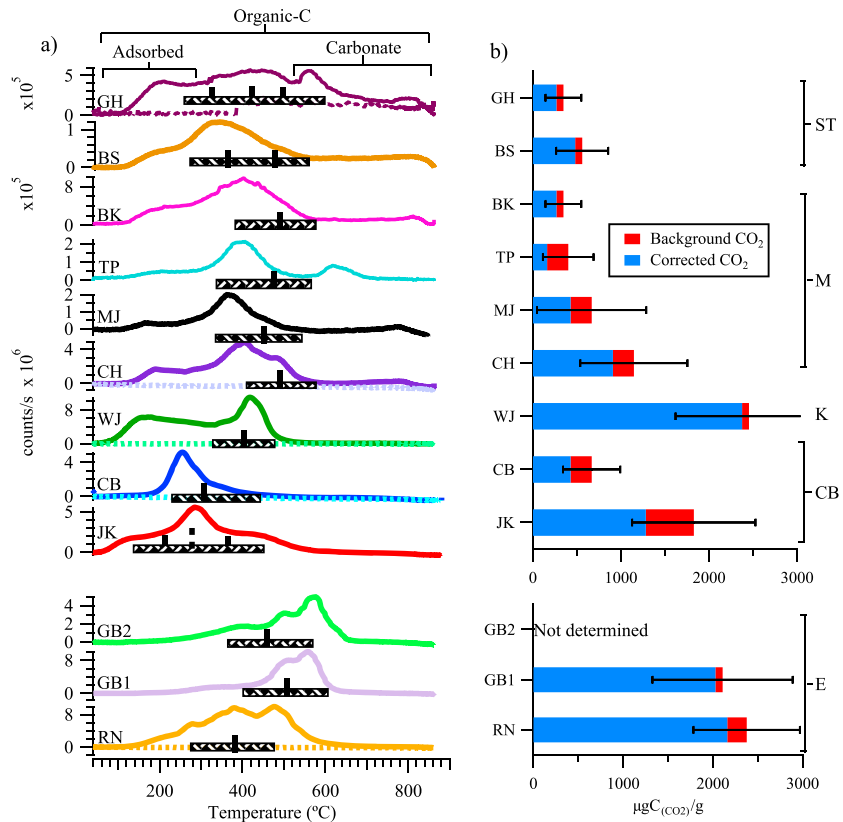 Organic-C
a)
Adsorbed
Carbonate
x10⁵
5
0
GH
1
0
BS
x10⁵
8
4
0
BK
2
1
0
TP
2
1
0
MJ
counts/s x 10⁶
4
2
0
CH
8
4
0
WJ
4
0
CB
5
0
JK
4
2
0
GB2
8
0
GB1
8
0
RN
200
400
600
800
Temperature (ºC)
b)
GH
BS
ST
BK
TP
MJ
CH
M
Background CO₂
Corrected CO₂
WJ
K
CB
JK
CB
0
1000
2000
3000
GB2
Not determined
GB1
RN
E
0
1000
2000
3000
µgC(CO2)/g